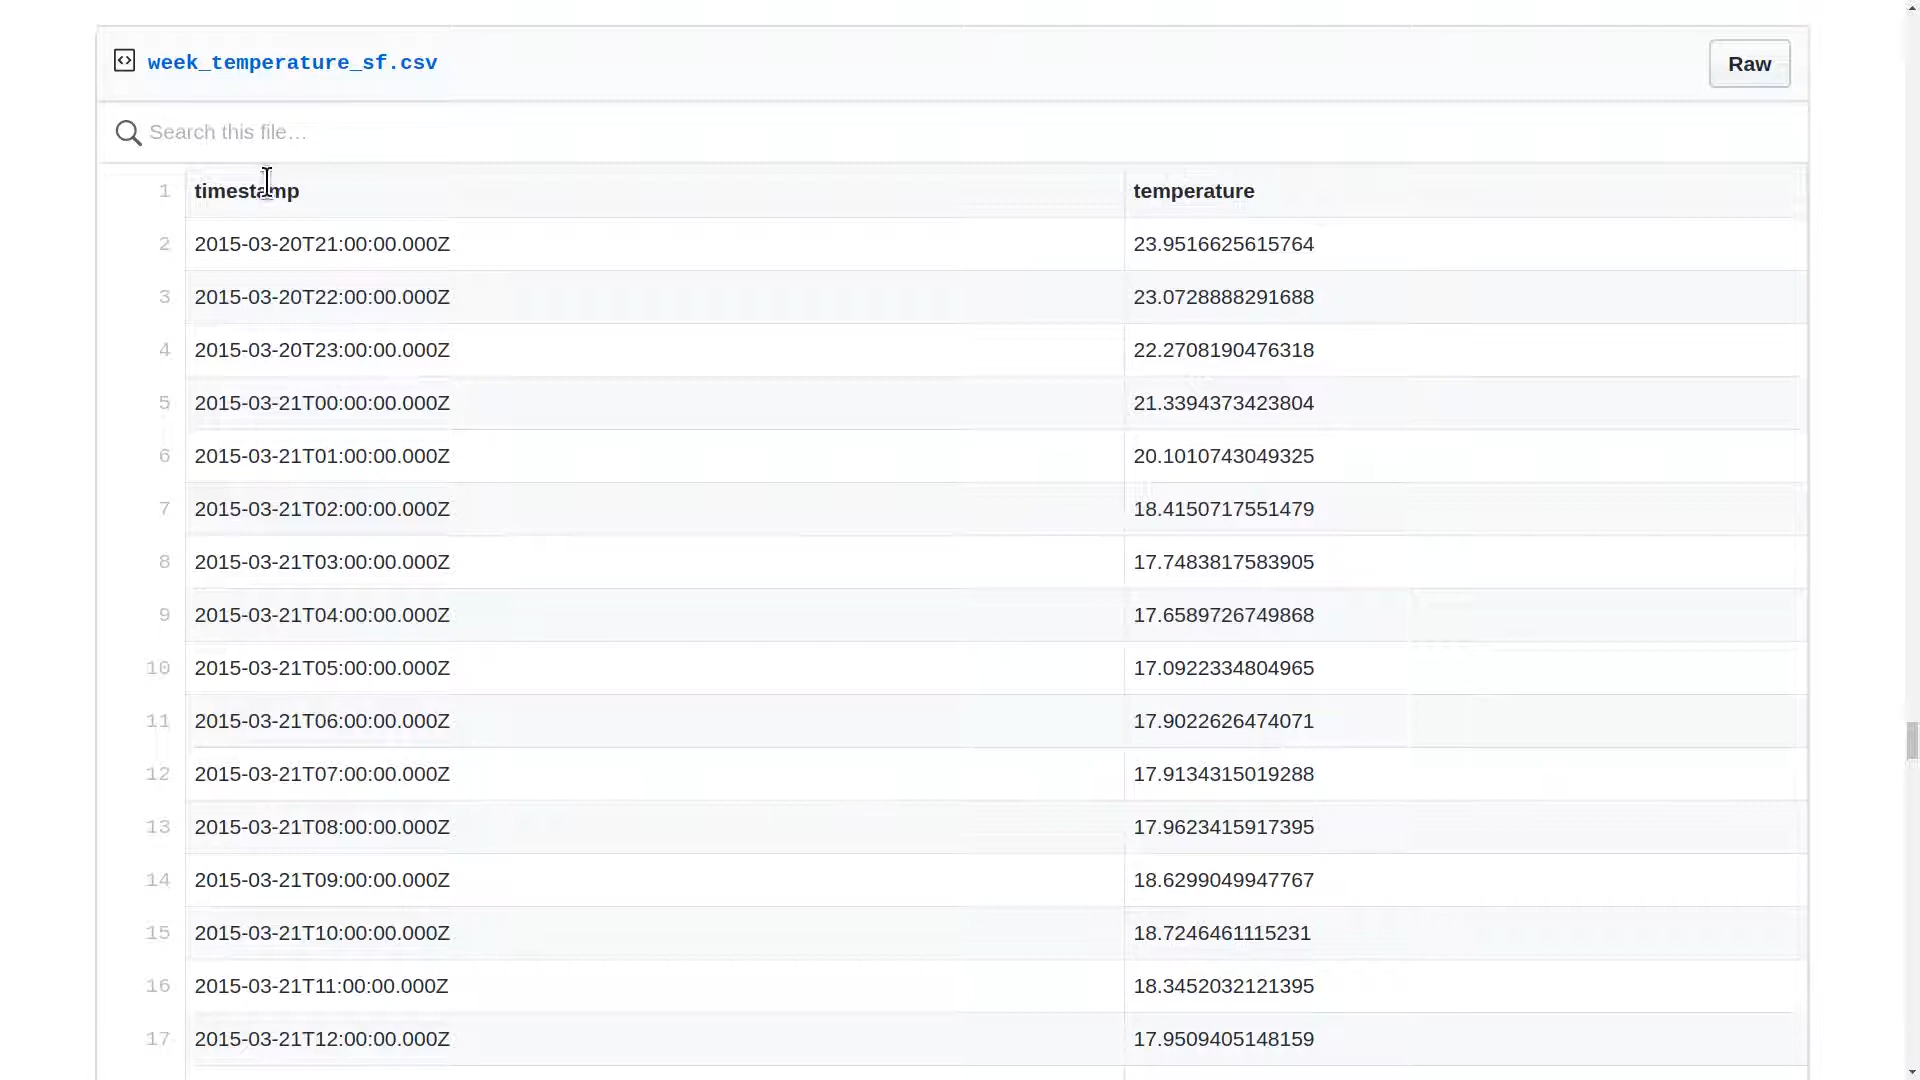 week_temperature_sf.csv Raw
Search this file…
1 timestamp temperature
2 2015-03-20T21:00:00.000Z 23.9516625615764
3 2015-03-20T22:00:00.000Z 23.0728888291688
4 2015-03-20T23:00:00.000Z 22.2708190476318
5 2015-03-21T00:00:00.000Z 21.3394373423804
6 2015-03-21T01:00:00.000Z 20.1010743049325
7 2015-03-21T02:00:00.000Z 18.4150717551479
8 2015-03-21T03:00:00.000Z 17.7483817583905
9 2015-03-21T04:00:00.000Z 17.6589726749868
10 2015-03-21T05:00:00.000Z 17.0922334804965
11 2015-03-21T06:00:00.000Z 17.9022626474071
12 2015-03-21T07:00:00.000Z 17.9134315019288
13 2015-03-21T08:00:00.000Z 17.9623415917395
14 2015-03-21T09:00:00.000Z 18.6299049947767
15 2015-03-21T10:00:00.000Z 18.7246461115231
16 2015-03-21T11:00:00.000Z 18.3452032121395
17 2015-03-21T12:00:00.000Z 17.9509405148159